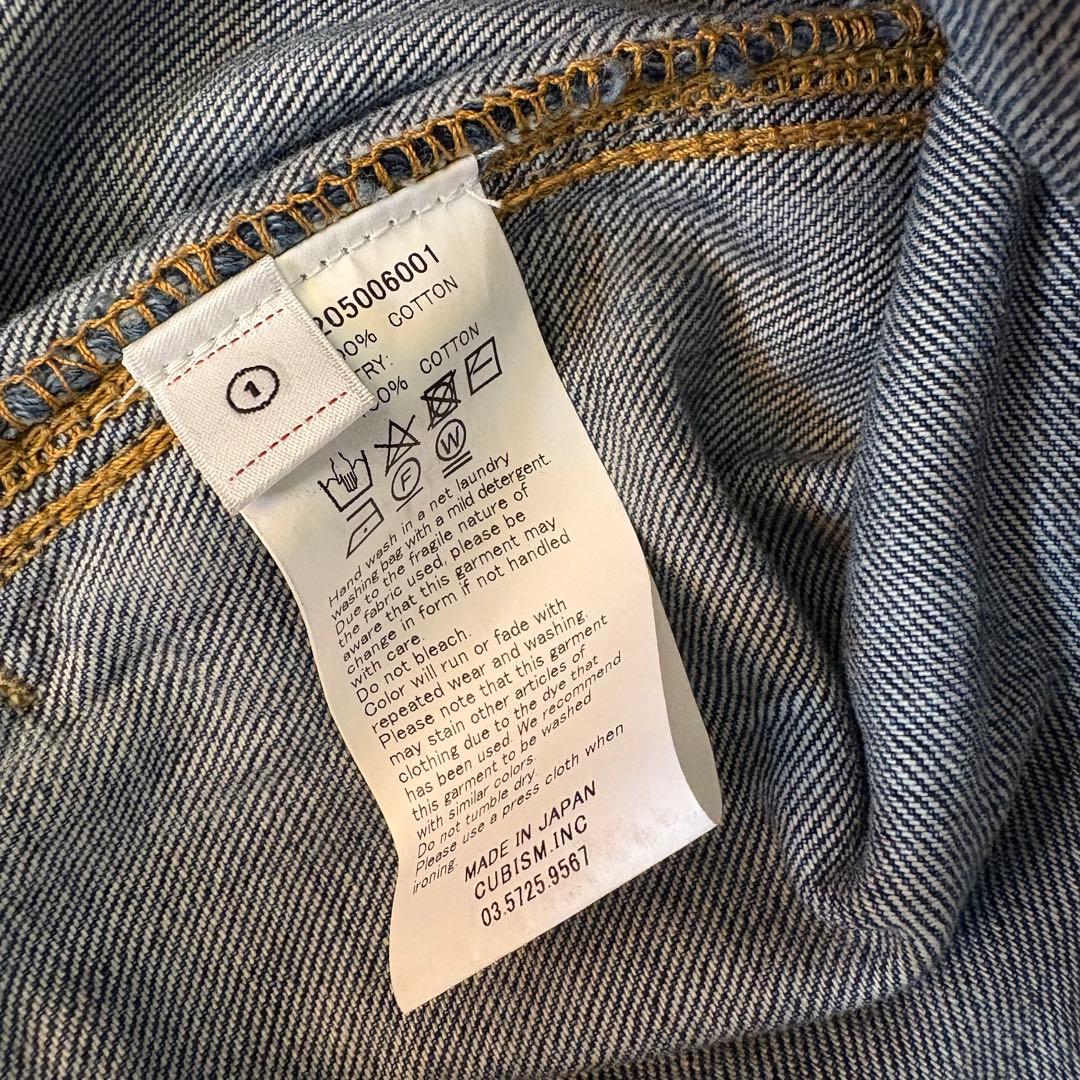 1
205006001
00% COTTON
TRY:
100% COTTON
F W
Hand wash in a net laundry
washing bag with a mild detergent
Due to the fragile nature of
the fabric used, please be
aware that this garment may
change in form if not handled
with care.
Do not bleach.
Color will run or fade with
repeated wear and washing.
Please note that this garment
may stain other articles of
clothing due to the dye that
has been used. We recommend
this garment to be washed
with similar colors.
Do not tumble dry.
Please use a press cloth when
ironing.
MADE IN JAPAN
CUBISM.INC
03.5725.9567